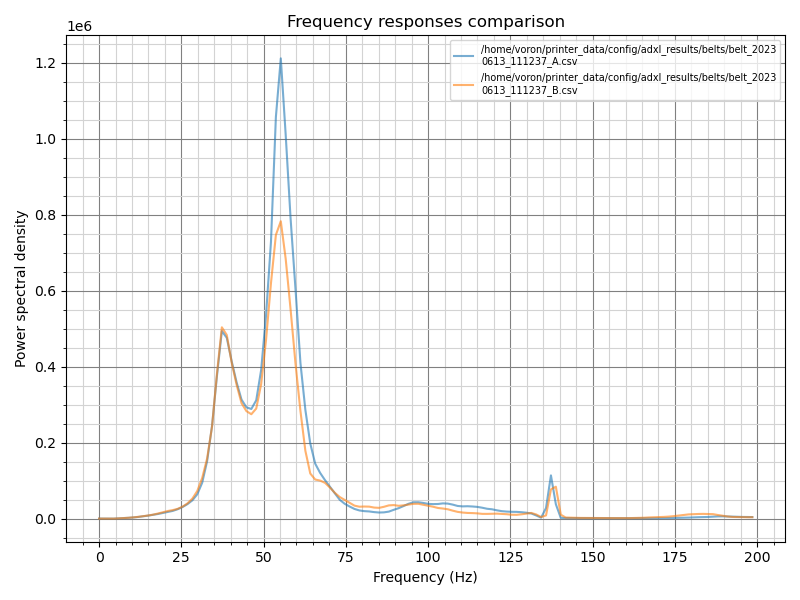 Frequency responses comparison
1e6
/home/voron/printer_data/config/adxl_results/belts/belt_2023
0613_111237_A.csv
/home/voron/printer_data/config/adxl_results/belts/belt_2023
0613_111237_B.csv
1.2
1.0
0.8
0.6
0.4
0.2
0.0
Power spectral density
0 25 50 75 100 125 150 175 200
Frequency (Hz)